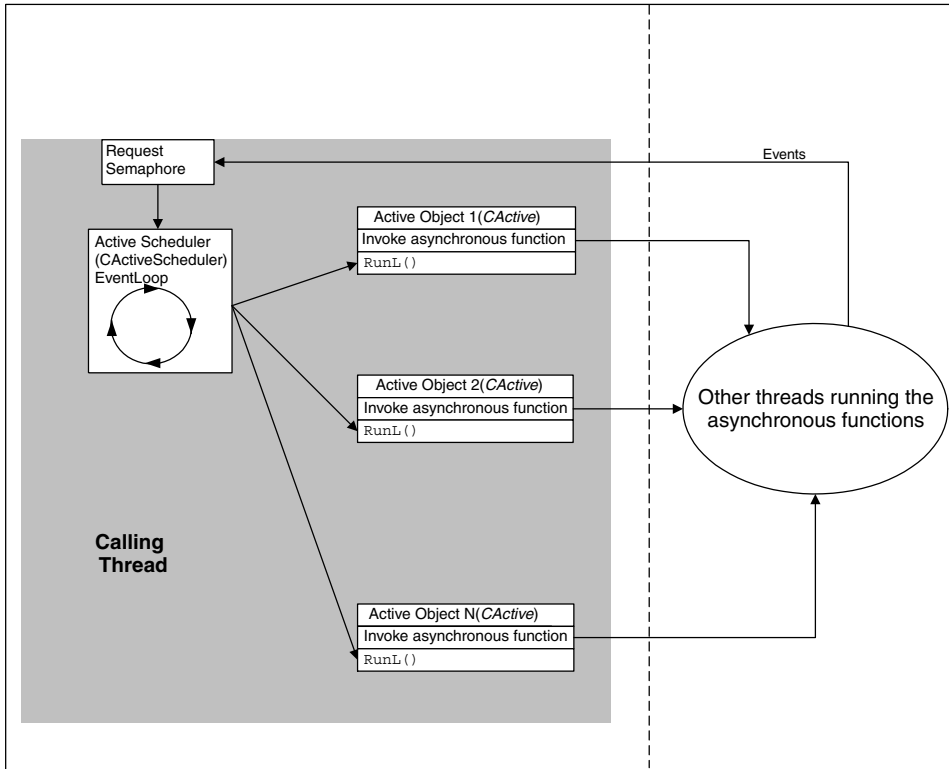 Request
Semaphore
Events
Active Scheduler
(CActiveScheduler)
EventLoop
Active Object 1(CActive)
Invoke asynchronous function
RunL()
Active Object 2(CActive)
Invoke asynchronous function
RunL()
Other threads running the
asynchronous functions
Calling
Thread
Active Object N(CActive)
Invoke asynchronous function
RunL()